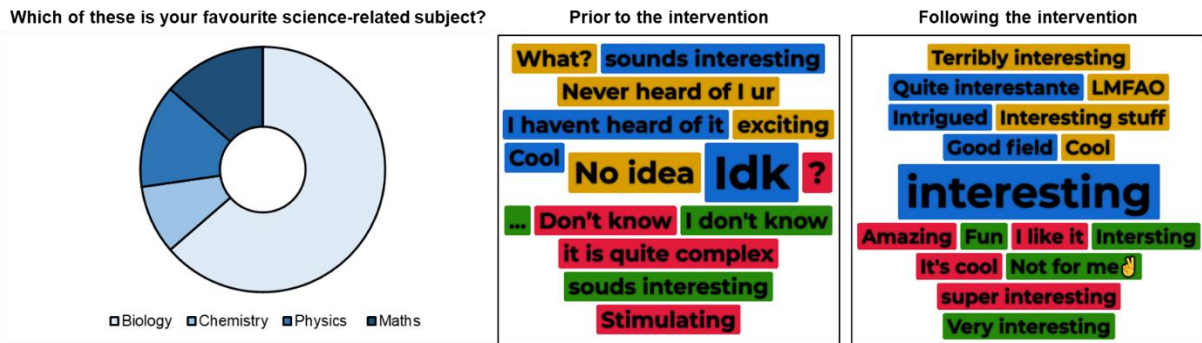 Which of these is your favourite science-related subject?
Biology Chemistry Physics Maths
Prior to the intervention
What? sounds interesting
Never heard of I ur
I havent heard of it exciting
Cool No idea Idk ?
... Don't know I don't know
it is quite complex
souds interesting
Stimulating
Following the intervention
Terribly interesting
Quite interestante LMFAO
Intrigued Interesting stuff
Good field Cool
interesting
Amazing Fun I like it Intersting
It's cool Not for me✌
super interesting
Very interesting